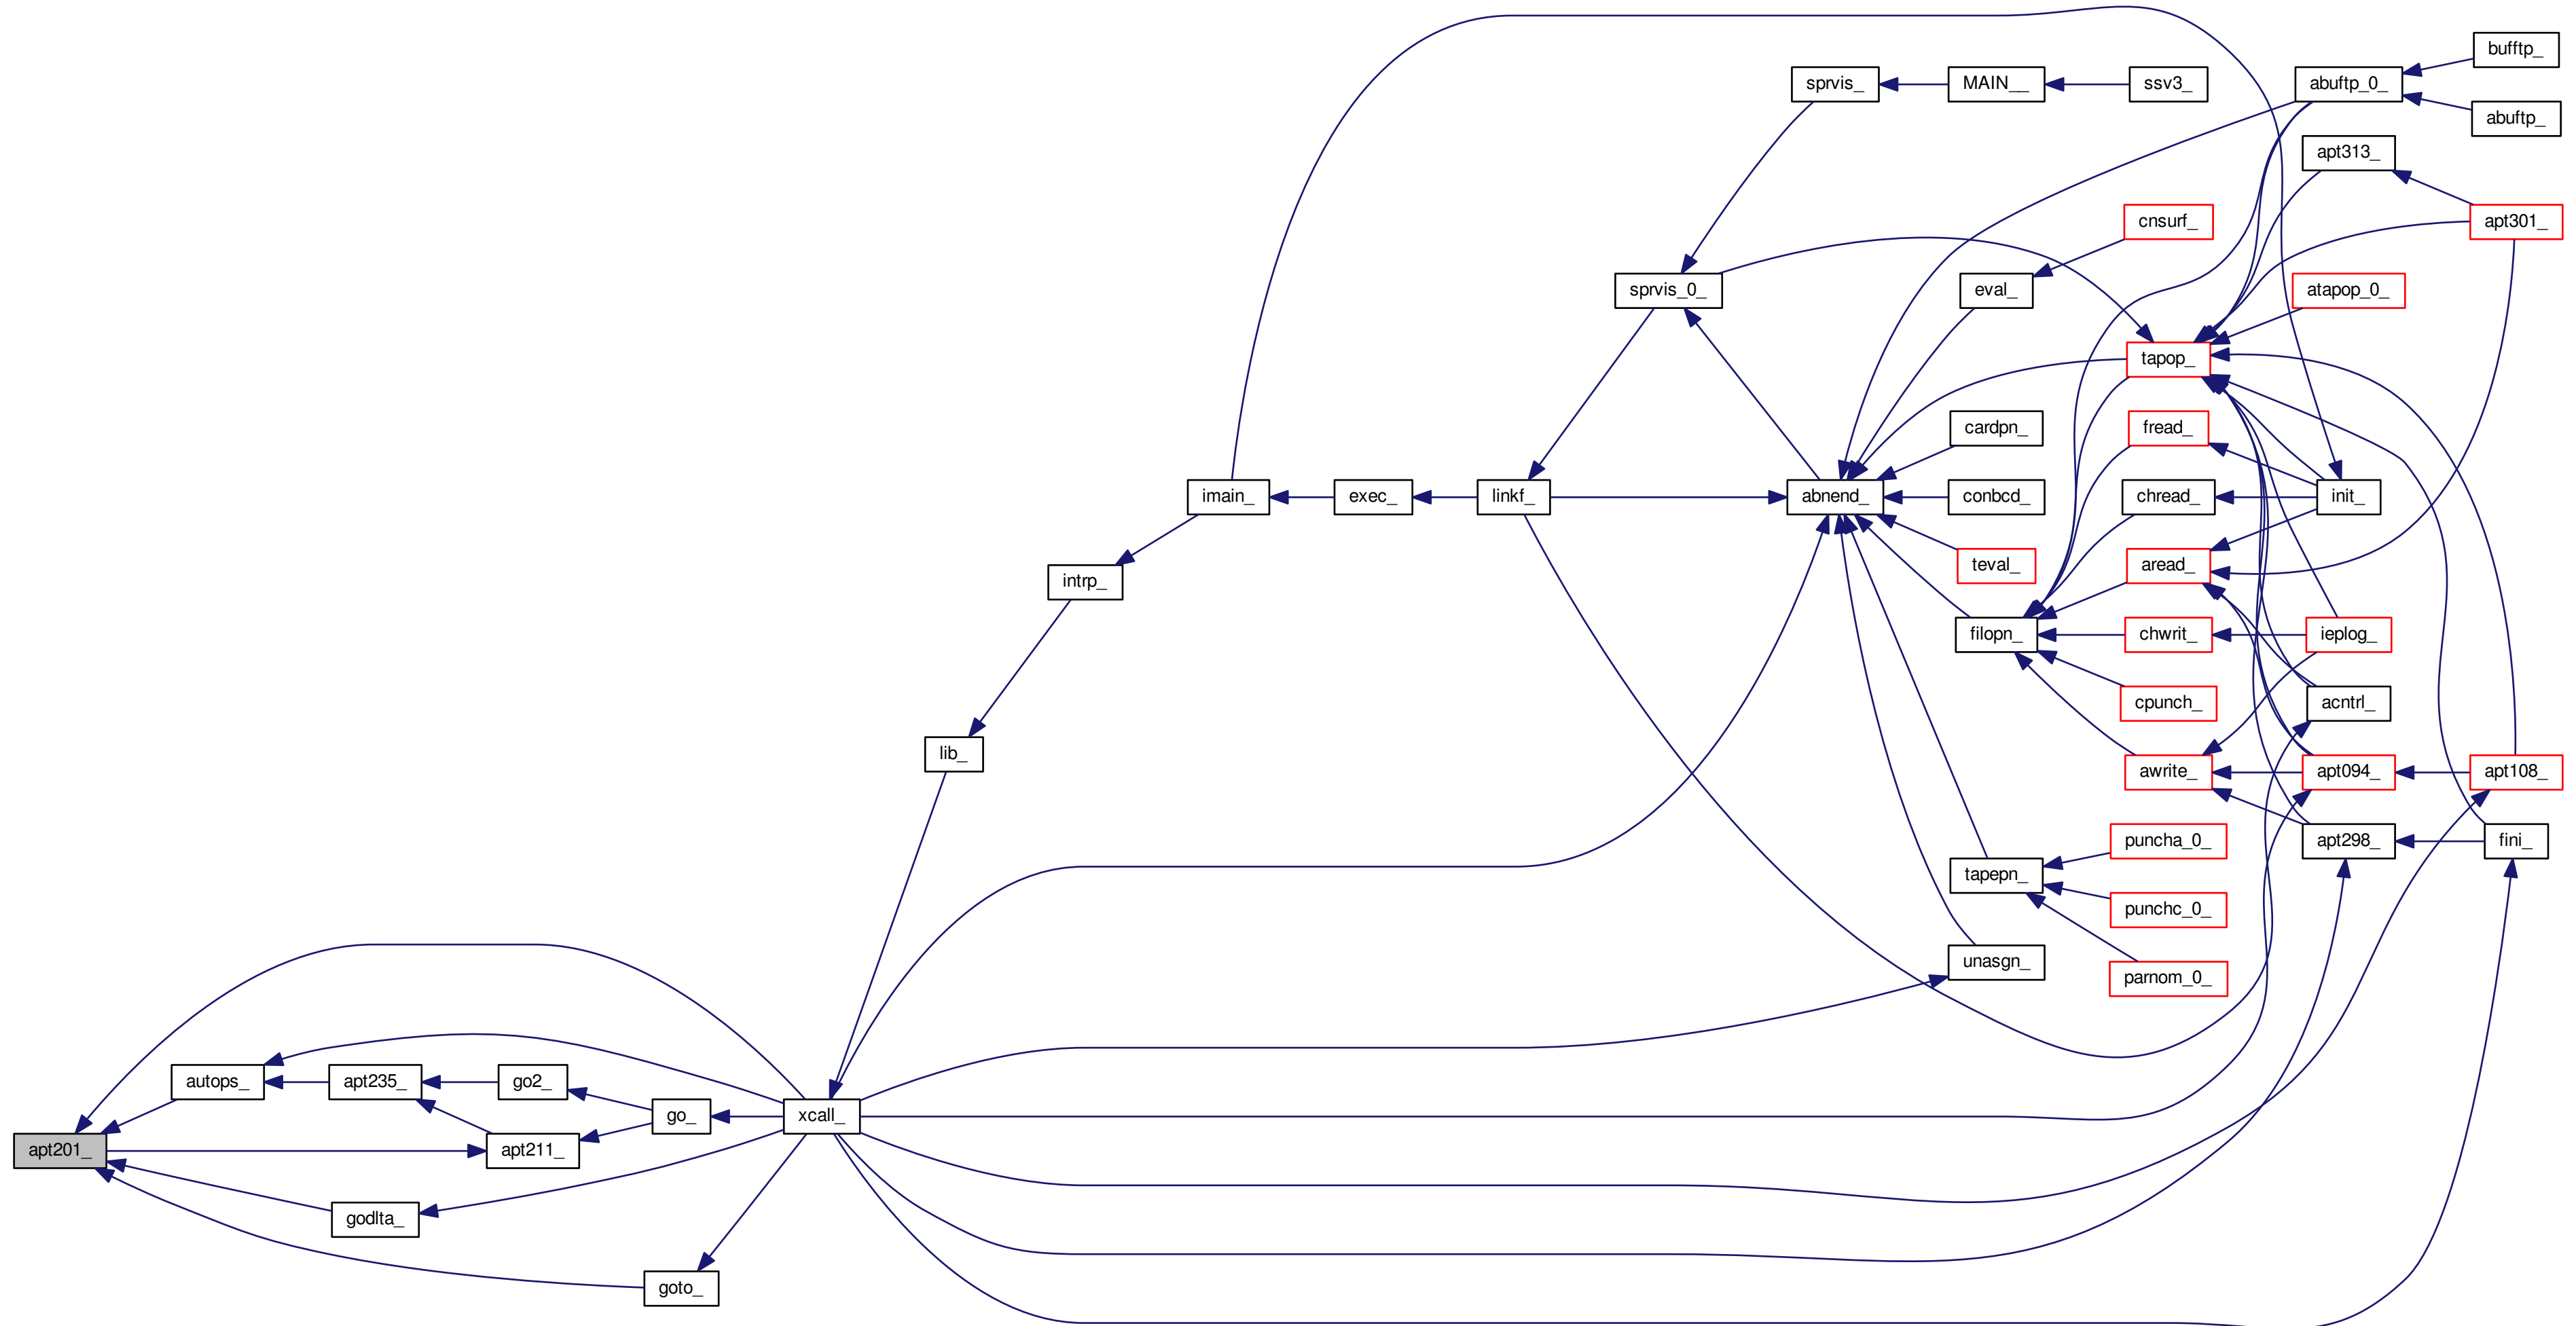 bufftp_
sprvis_
MAIN__
ssv3_
abuftp_0_
abuftp_
apt313_
cnsurf_
apt301_
sprvis_0_
eval_
atapop_0_
tapop_
cardpn_
fread_
imain_
exec_
linkf_
abnend_
conbcd_
chread_
init_
intrp_
teval_
aread_
filopn_
chwrit_
ieplog_
cpunch_
acntrl_
lib_
awrite_
apt094_
apt108_
puncha_0_
apt298_
fini_
tapepn_
punchc_0_
unasgn_
parnom_0_
autops_
apt235_
go2_
go_
xcall_
apt201_
apt211_
godlta_
goto_